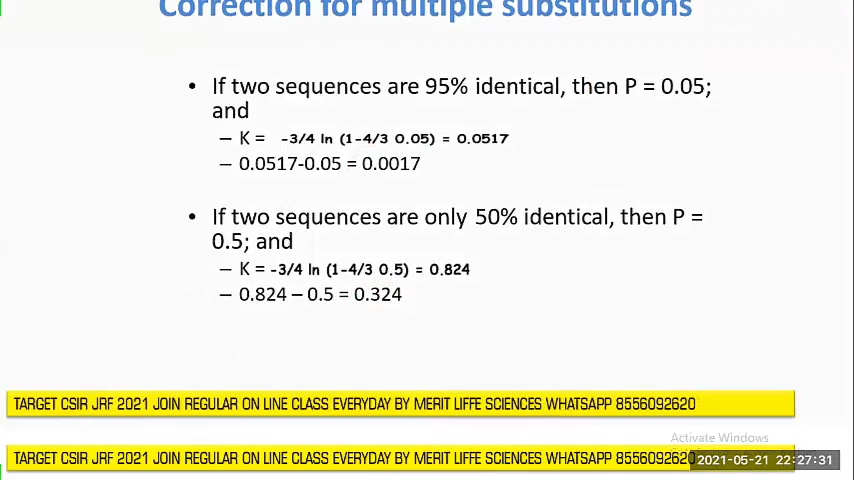 Correction for multiple substitutions
• If two sequences are 95% identical, then P = 0.05;
and
– K = -3/4 ln (1-4/3 0.05) = 0.0517
– 0.0517-0.05 = 0.0017
• If two sequences are only 50% identical, then P =
0.5; and
– K = -3/4 ln (1-4/3 0.5) = 0.824
– 0.824 – 0.5 = 0.324
TARGET CSIR JRF 2021 JOIN REGULAR ON LINE CLASS EVERYDAY BY MERIT LIFFE SCIENCES WHATSAPP 8556092620
Activate Windows
TARGET CSIR JRF 2021 JOIN REGULAR ON LINE CLASS EVERYDAY BY MERIT LIFFE SCIENCES WHATSAPP 8556092620
2021-05-21 22:27:31